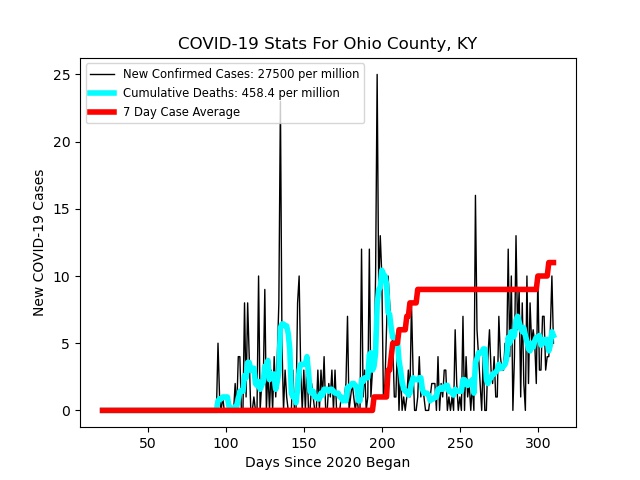 COVID-19 Stats For Ohio County, KY
New Confirmed Cases: 27500 per million
Cumulative Deaths: 458.4 per million
7 Day Case Average
New COVID-19 Cases
25
20
15
10
5
0
50 100 150 200 250 300
Days Since 2020 Began